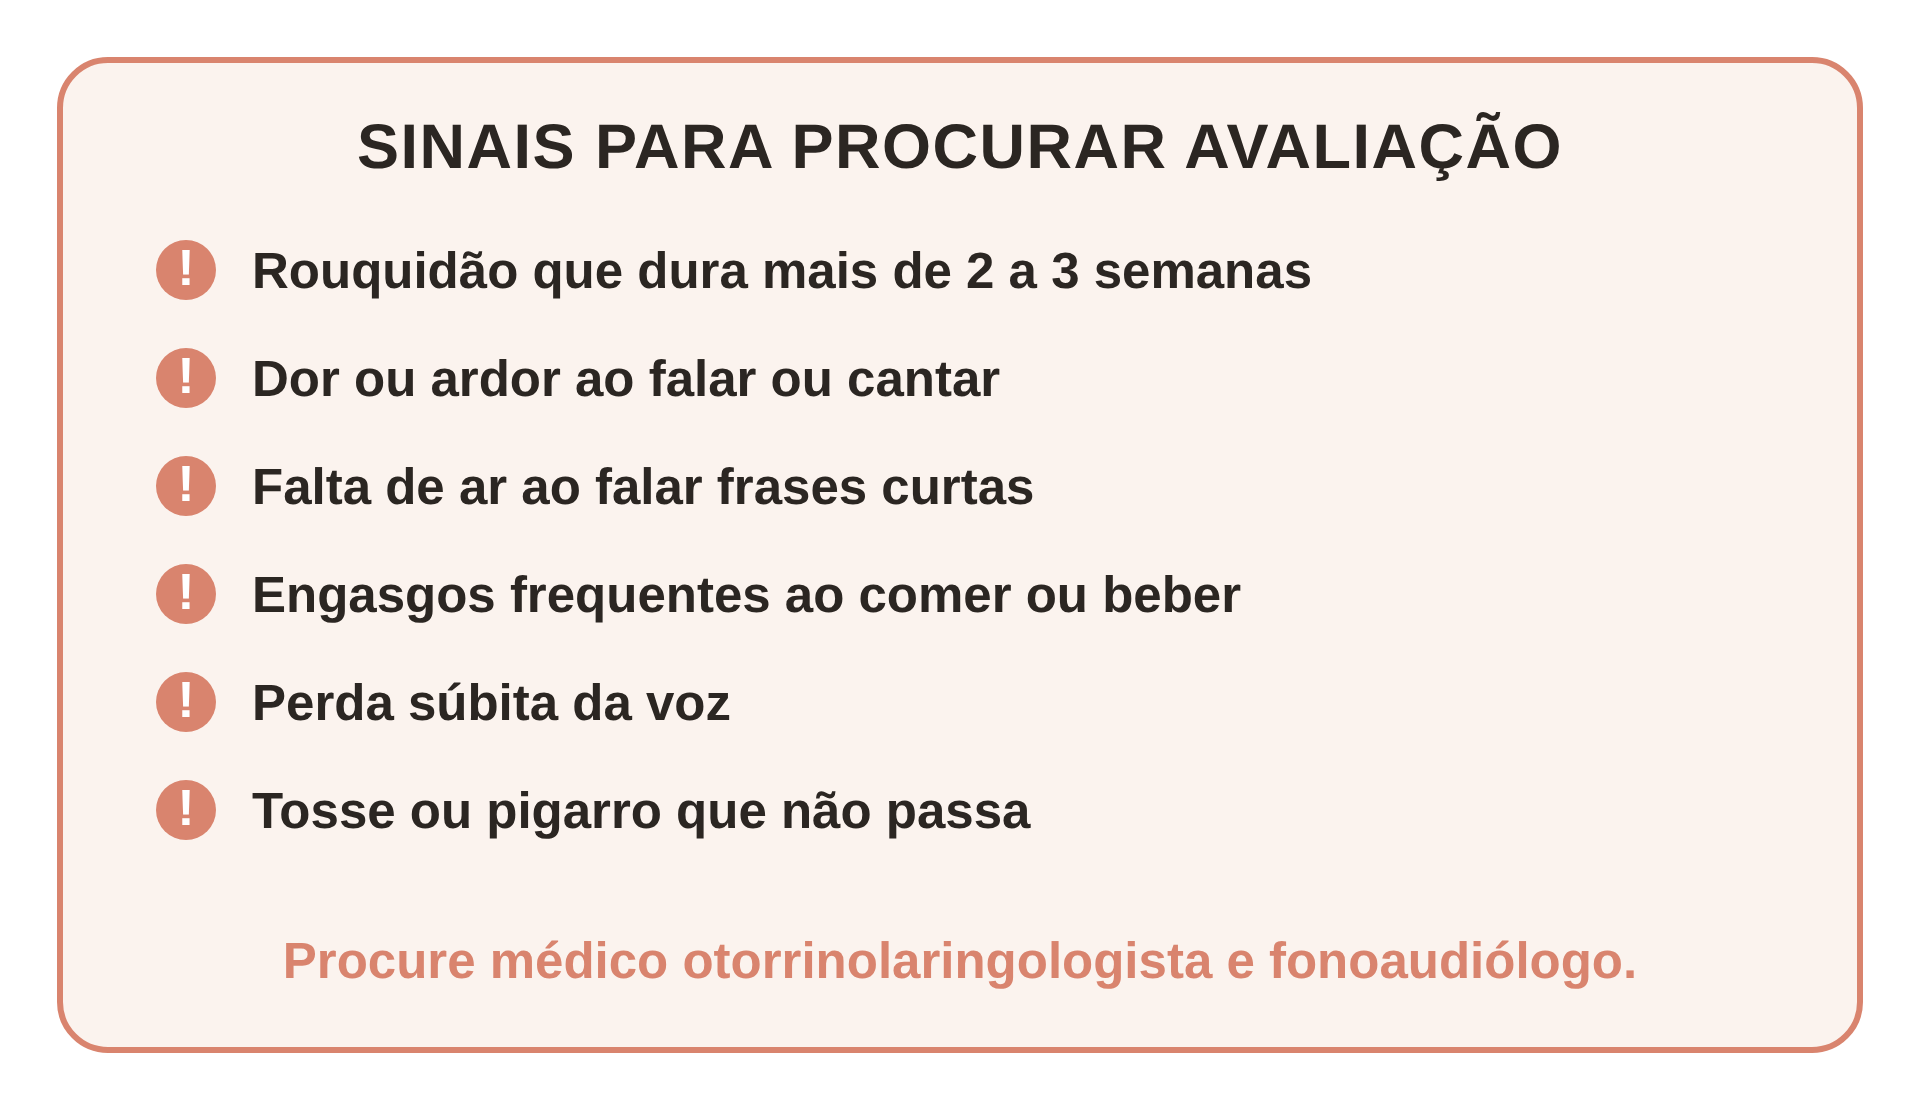 SINAIS PARA PROCURAR AVALIAÇÃO
! Rouquidão que dura mais de 2 a 3 semanas
! Dor ou ardor ao falar ou cantar
! Falta de ar ao falar frases curtas
! Engasgos frequentes ao comer ou beber
! Perda súbita da voz
! Tosse ou pigarro que não passa
Procure médico otorrinolaringologista e fonoaudiólogo.